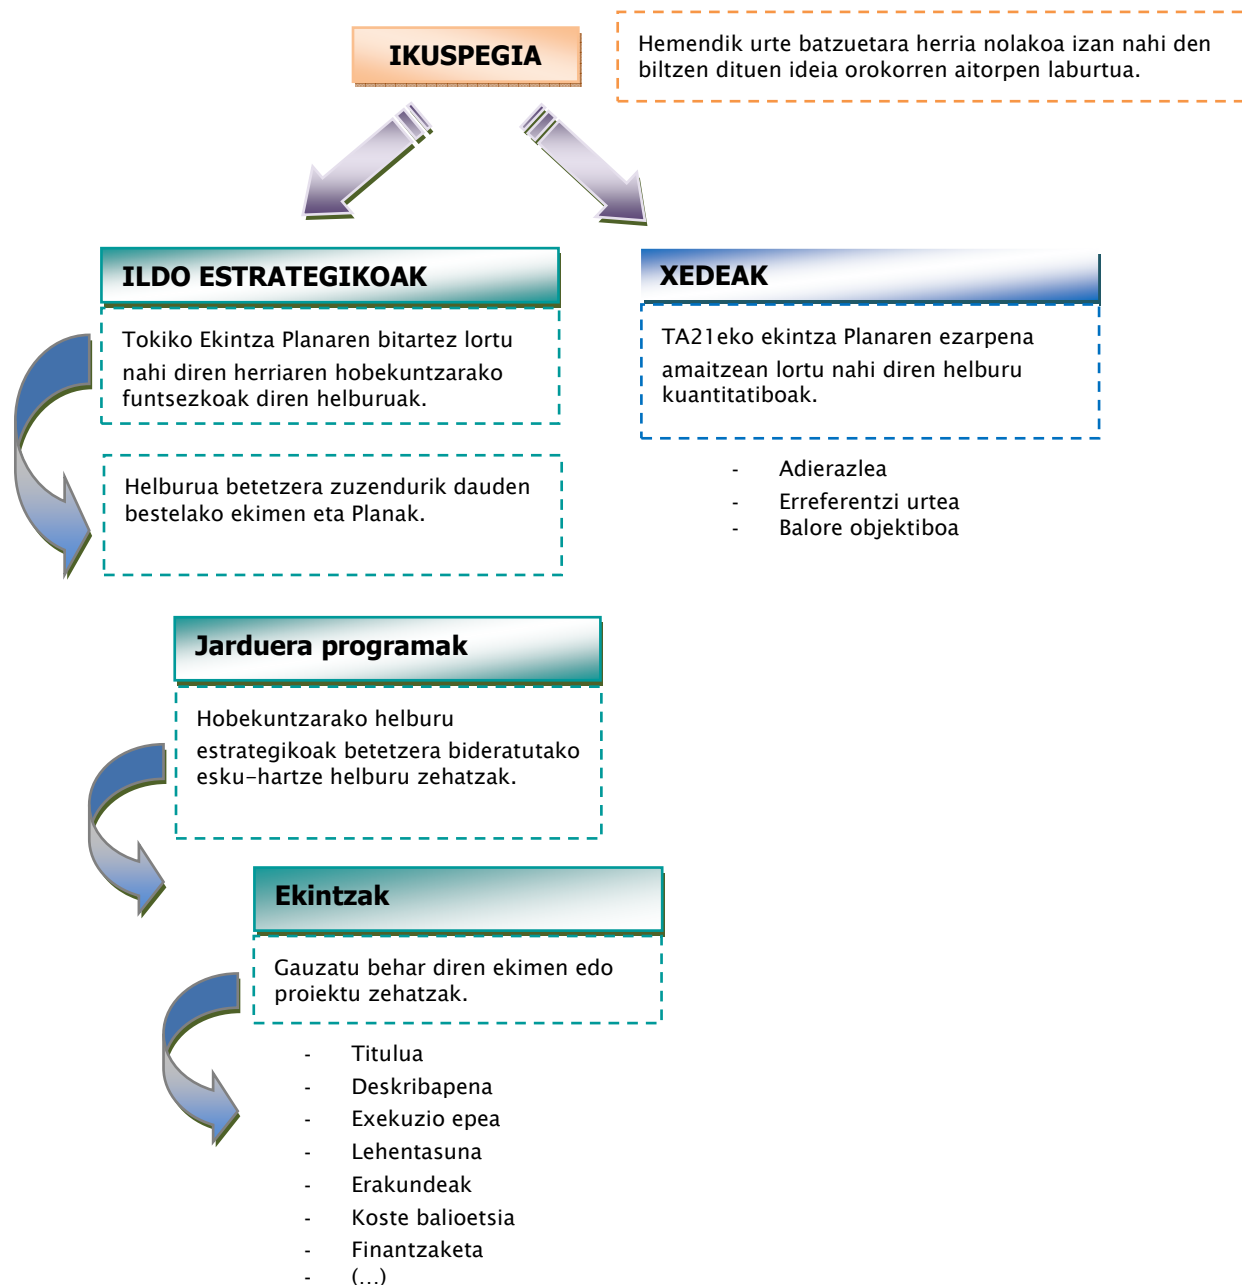 IKUSPEGIA
Hemendik urte batzuetara herria nolakoa izan nahi den
biltzen dituen ideia orokorren aitorpen laburtua.
ILDO ESTRATEGIKOAK
Tokiko Ekintza Planaren bitartez lortu
nahi diren herriaren hobekuntzarako
funtsezkoak diren helburuak.
Helburua betetzera zuzendurik dauden
bestelako ekimen eta Planak.
XEDEAK
TA21eko ekintza Planaren ezarpena
amaitzean lortu nahi diren helburu
kuantitatiboak.
- Adierazlea
- Erreferentzi urtea
- Balore objektiboa
Jarduera programak
Hobekuntzarako helburu
estrategikoak betetzera bideratutako
esku-hartze helburu zehatzak.
Ekintzak
Gauzatu behar diren ekimen edo
proiektu zehatzak.
- Titulua
- Deskribapena
- Exekuzio epea
- Lehentasuna
- Erakundeak
- Koste balioetsia
- Finantzaketa
- (...)